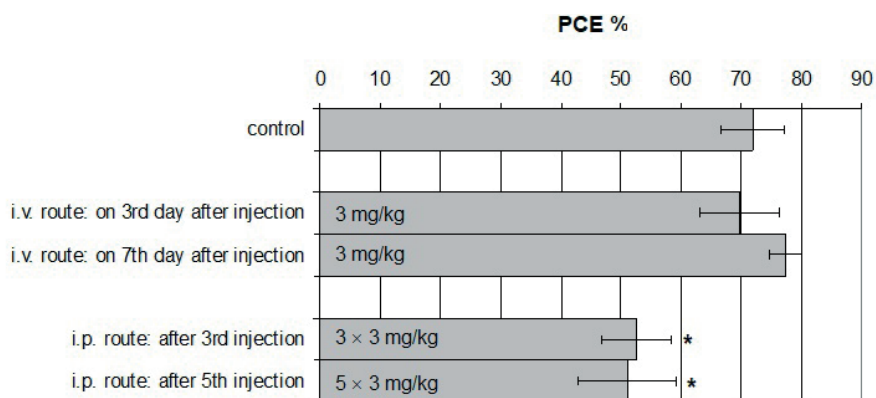 PCE %
0 10 20 30 40 50 60 70 80 90
control
i.v. route: on 3rd day after injection 3 mg/kg
i.v. route: on 7th day after injection 3 mg/kg
i.p. route: after 3rd injection 3 × 3 mg/kg *
i.p. route: after 5th injection 5 × 3 mg/kg *